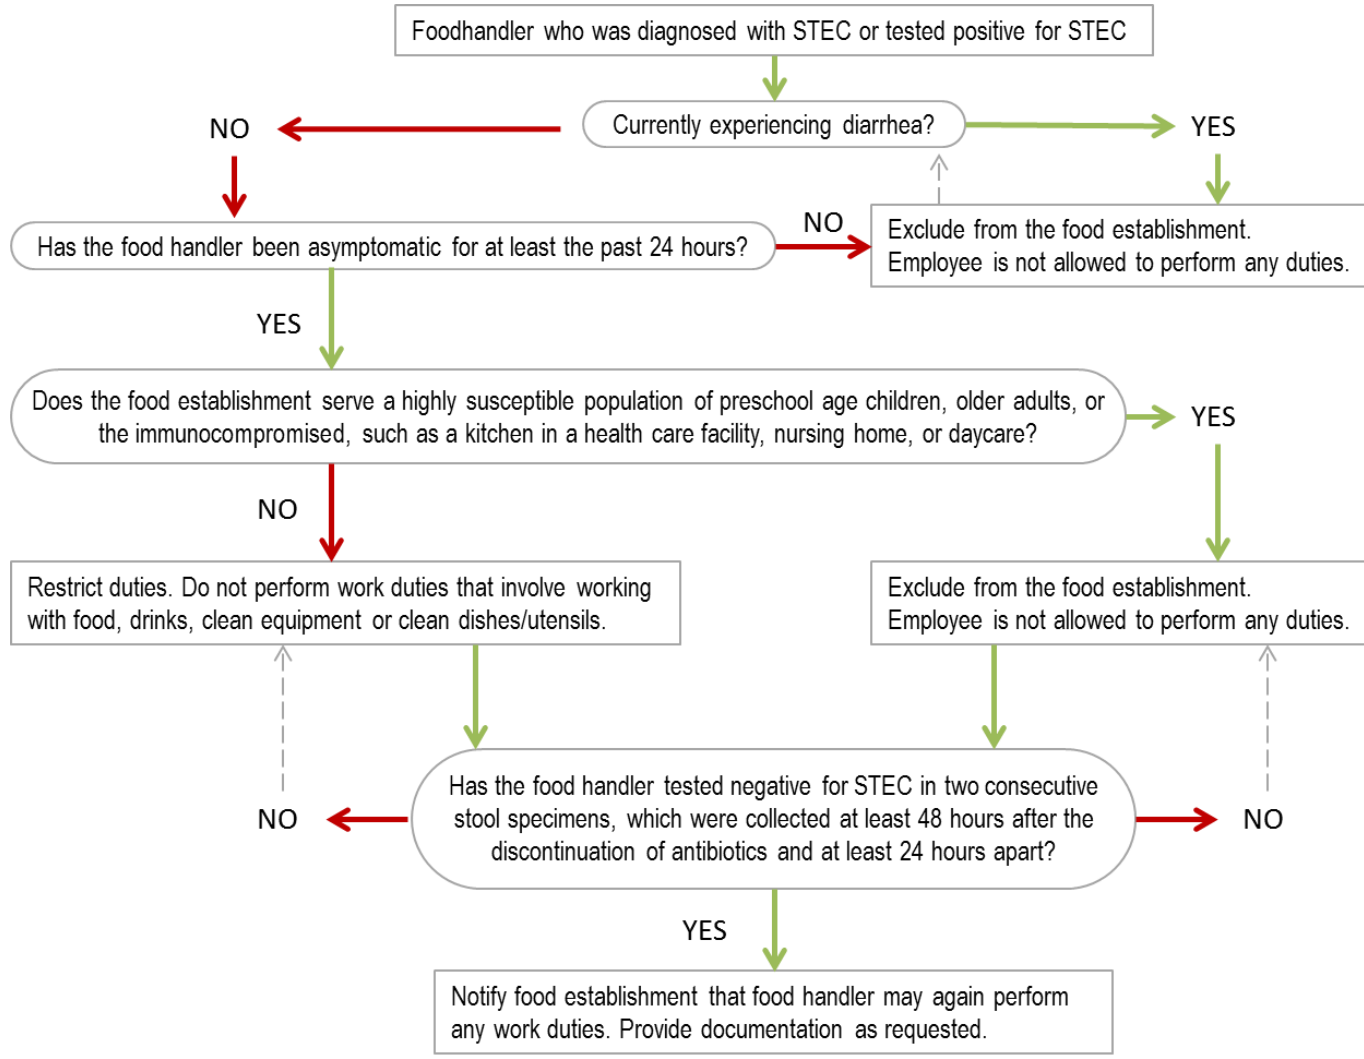 Foodhandler who was diagnosed with STEC or tested positive for STEC
Currently experiencing diarrhea?
NO
YES
Has the food handler been asymptomatic for at least the past 24 hours?
NO
Exclude from the food establishment.
Employee is not allowed to perform any duties.
YES
Does the food establishment serve a highly susceptible population of preschool age children, older adults, or
the immunocompromised, such as a kitchen in a health care facility, nursing home, or daycare?
YES
NO
Restrict duties. Do not perform work duties that involve working
with food, drinks, clean equipment or clean dishes/utensils.
Exclude from the food establishment.
Employee is not allowed to perform any duties.
Has the food handler tested negative for STEC in two consecutive
stool specimens, which were collected at least 48 hours after the
discontinuation of antibiotics and at least 24 hours apart?
NO
NO
YES
Notify food establishment that food handler may again perform
any work duties. Provide documentation as requested.